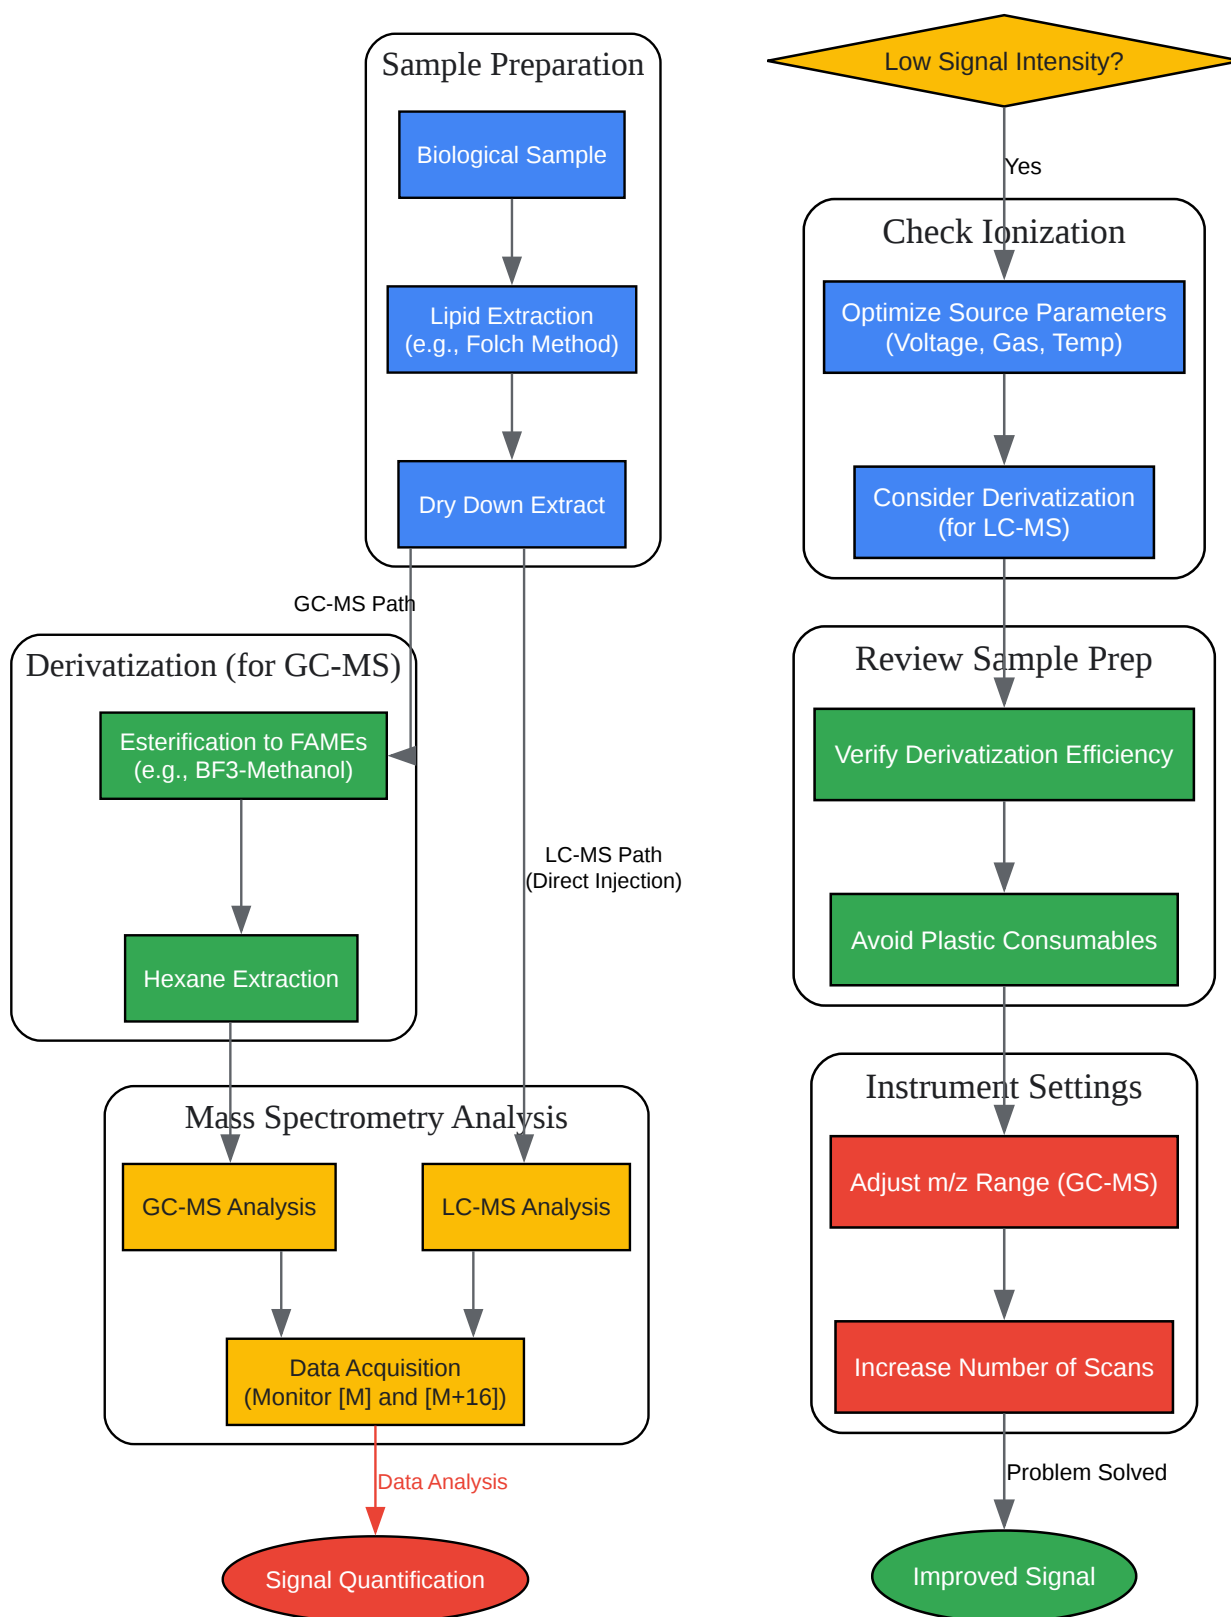 Sample Preparation
Biological Sample
Lipid Extraction
(e.g., Folch Method)
Dry Down Extract
GC-MS Path
Derivatization (for GC-MS)
Esterification to FAMEs
(e.g., BF3-Methanol)
LC-MS Path
(Direct Injection)
Hexane Extraction
Mass Spectrometry Analysis
GC-MS Analysis
LC-MS Analysis
Data Acquisition
(Monitor [M] and [M+16])
Data Analysis
Signal Quantification
Low Signal Intensity?
Yes
Check Ionization
Optimize Source Parameters
(Voltage, Gas, Temp)
Consider Derivatization
(for LC-MS)
Review Sample Prep
Verify Derivatization Efficiency
Avoid Plastic Consumables
Instrument Settings
Adjust m/z Range (GC-MS)
Increase Number of Scans
Problem Solved
Improved Signal